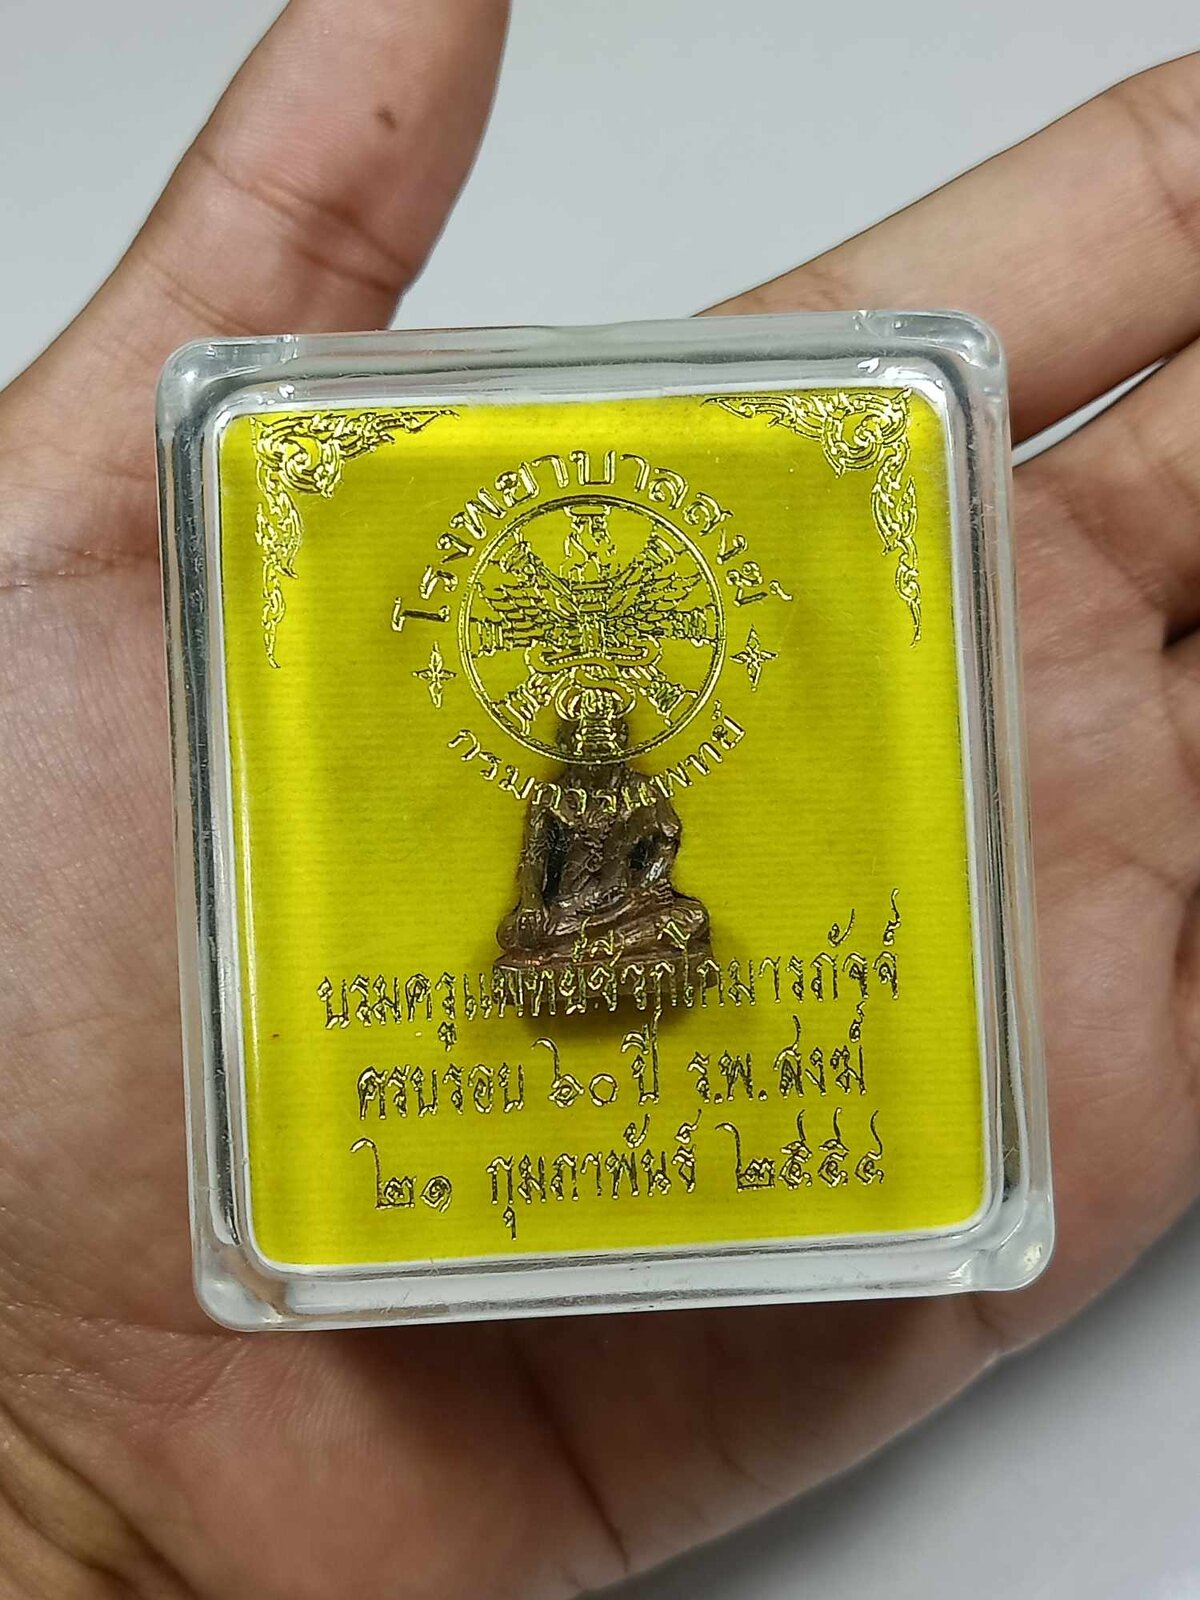 โรงพยาบาลสงฆ์
กรมการแพทย์
บรมครูแพทย์ชีวกโกมารภัจจ์
ครบรอบ ๖๐ ปี ร.พ.สงฆ์
๒๑ กุมภาพันธ์ ๒๕๕๔